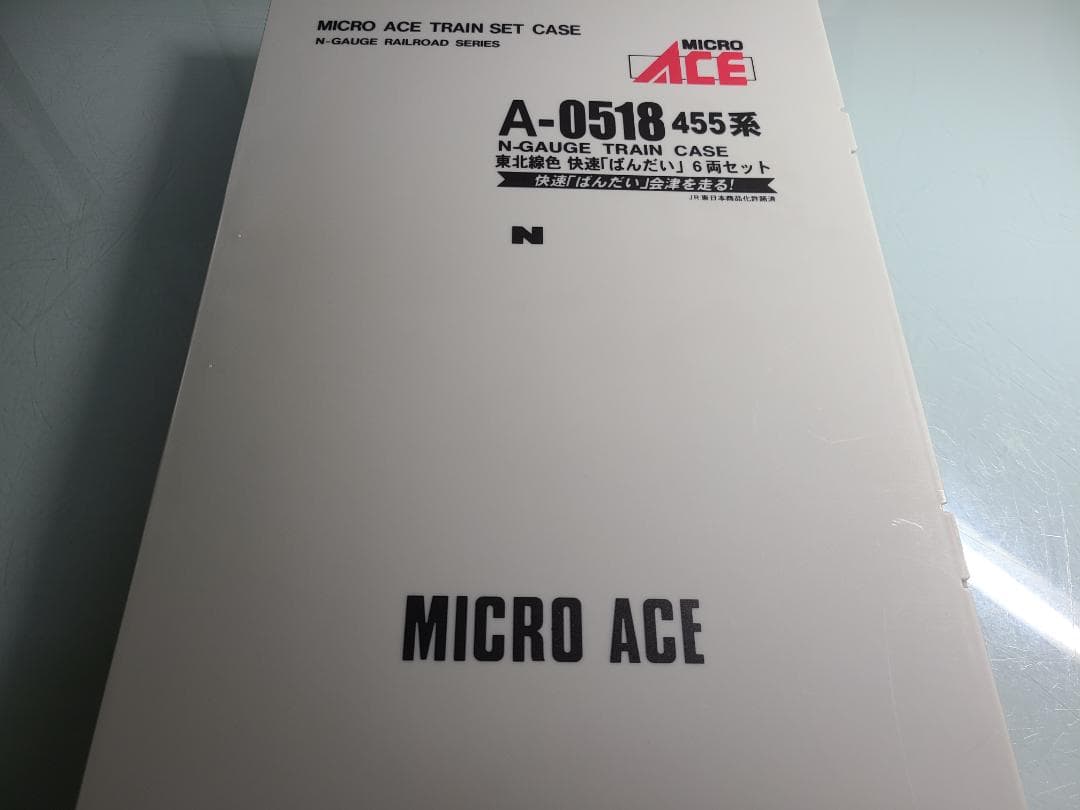 MICRO ACE TRAIN SET CASE
N-GAUGE RAILROAD SERIES
MICRO
ACE
A-0518 455系
N-GAUGE TRAIN CASE
東北線色 快速「ばんだい」 6両セット
快速「ばんだい」会津を走る!
JR東日本商品化許諾済
N
MICRO ACE